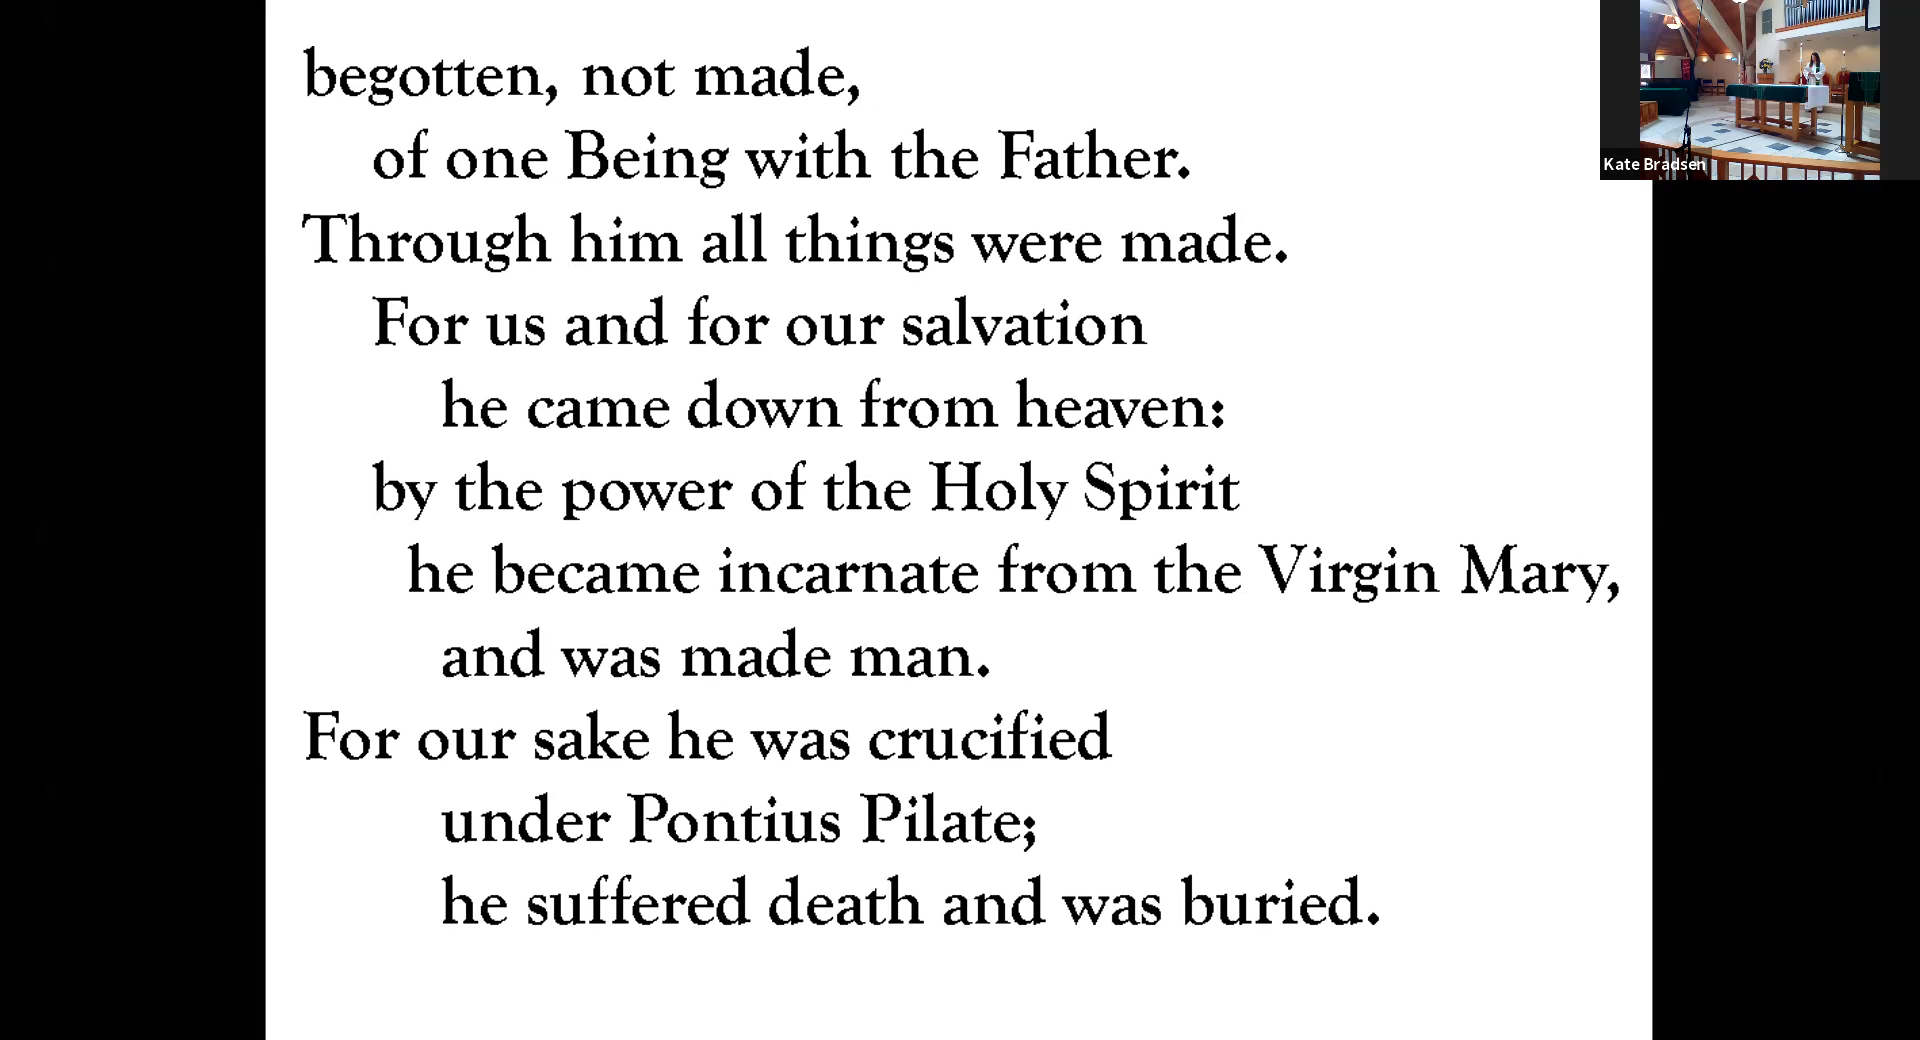 begotten, not made,
of one Being with the Father.
Through him all things were made.
For us and for our salvation
he came down from heaven:
by the power of the Holy Spirit
he became incarnate from the Virgin Mary,
and was made man.
For our sake he was crucified
under Pontius Pilate;
he suffered death and was buried.
Kate Bradsen